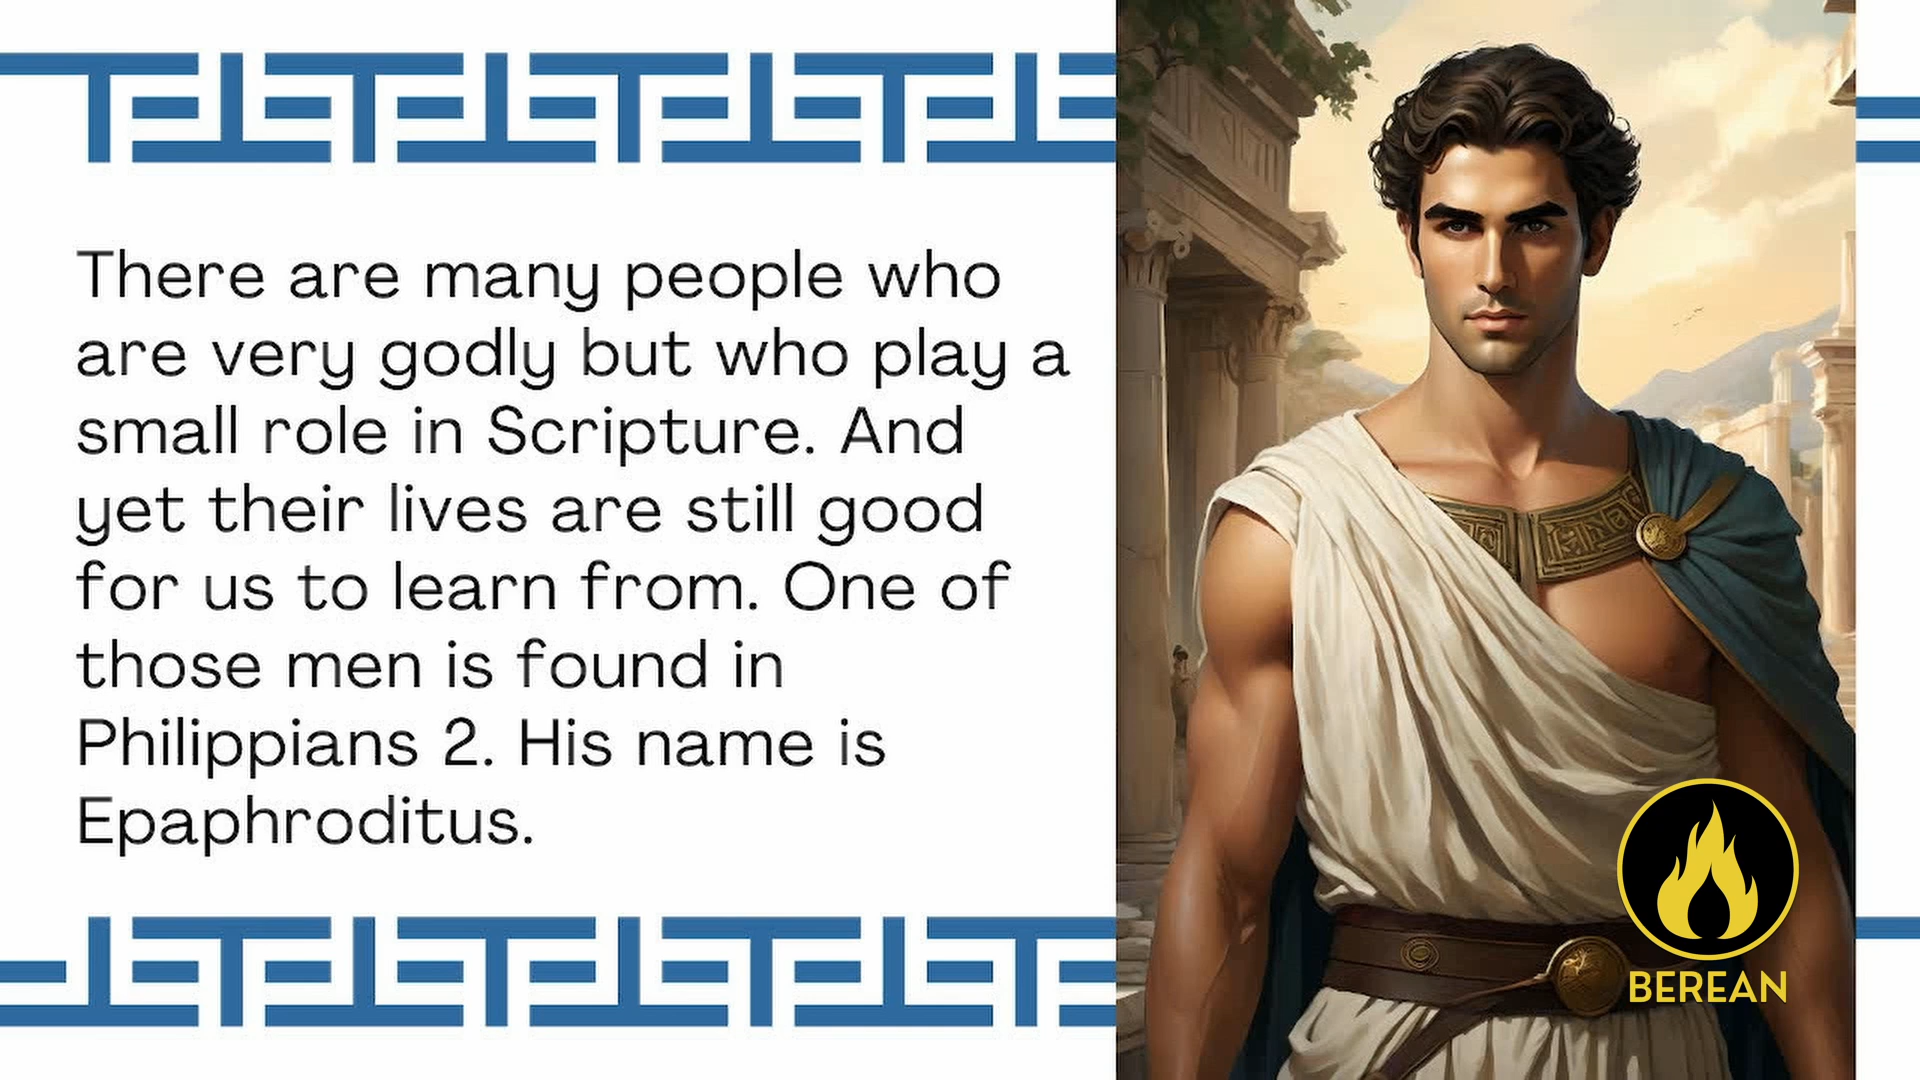 There are many people who
are very godly but who play a
small role in Scripture. And
yet their lives are still good
for us to learn from. One of
those men is found in
Philippians 2. His name is
Epaphroditus.
BEREAN